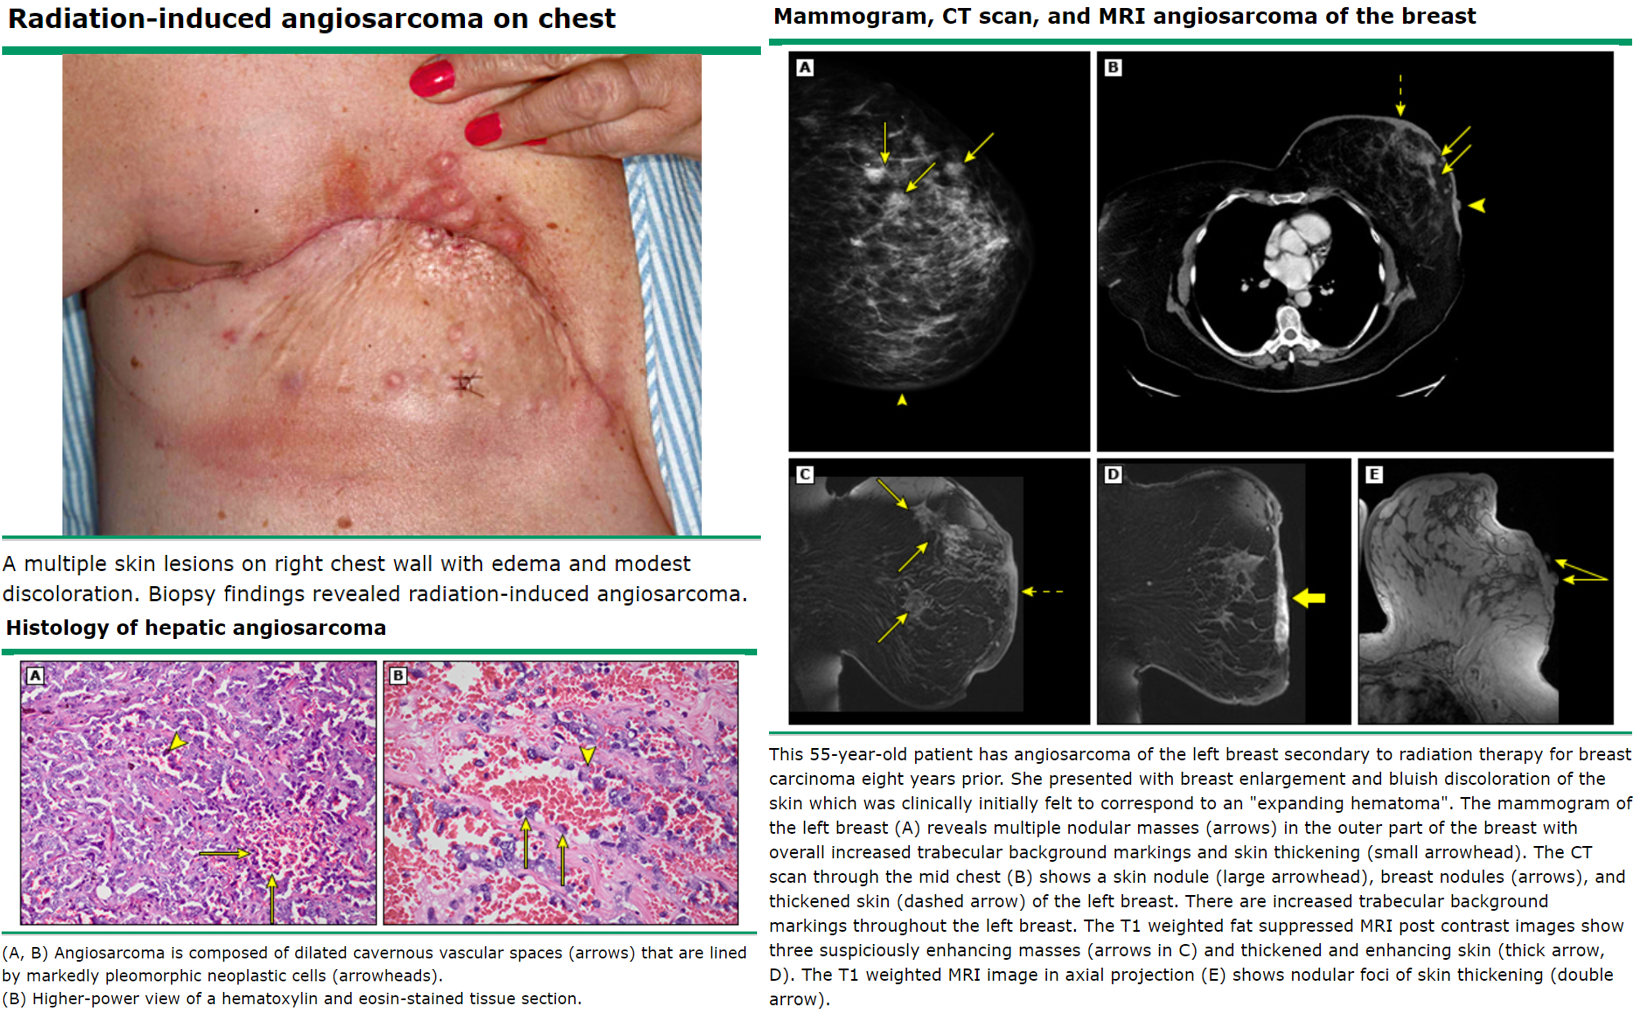 Radiation-induced angiosarcoma on chest
A multiple skin lesions on right chest wall with edema and modest
discoloration. Biopsy findings revealed radiation-induced angiosarcoma.
Histology of hepatic angiosarcoma
A
B
(A, B) Angiosarcoma is composed of dilated cavernous vascular spaces (arrows) that are lined
by markedly pleomorphic neoplastic cells (arrowheads).
(B) Higher-power view of a hematoxylin and eosin-stained tissue section.
Mammogram, CT scan, and MRI angiosarcoma of the breast
A
B
C
D
E
This 55-year-old patient has angiosarcoma of the left breast secondary to radiation therapy for breast
carcinoma eight years prior. She presented with breast enlargement and bluish discoloration of the
skin which was clinically initially felt to correspond to an "expanding hematoma". The mammogram of
the left breast (A) reveals multiple nodular masses (arrows) in the outer part of the breast with
overall increased trabecular background markings and skin thickening (small arrowhead). The CT
scan through the mid chest (B) shows a skin nodule (large arrowhead), breast nodules (arrows), and
thickened skin (dashed arrow) of the left breast. There are increased trabecular background
markings throughout the left breast. The T1 weighted fat suppressed MRI post contrast images show
three suspiciously enhancing masses (arrows in C) and thickened and enhancing skin (thick arrow,
D). The T1 weighted MRI image in axial projection (E) shows nodular foci of skin thickening (double
arrow).